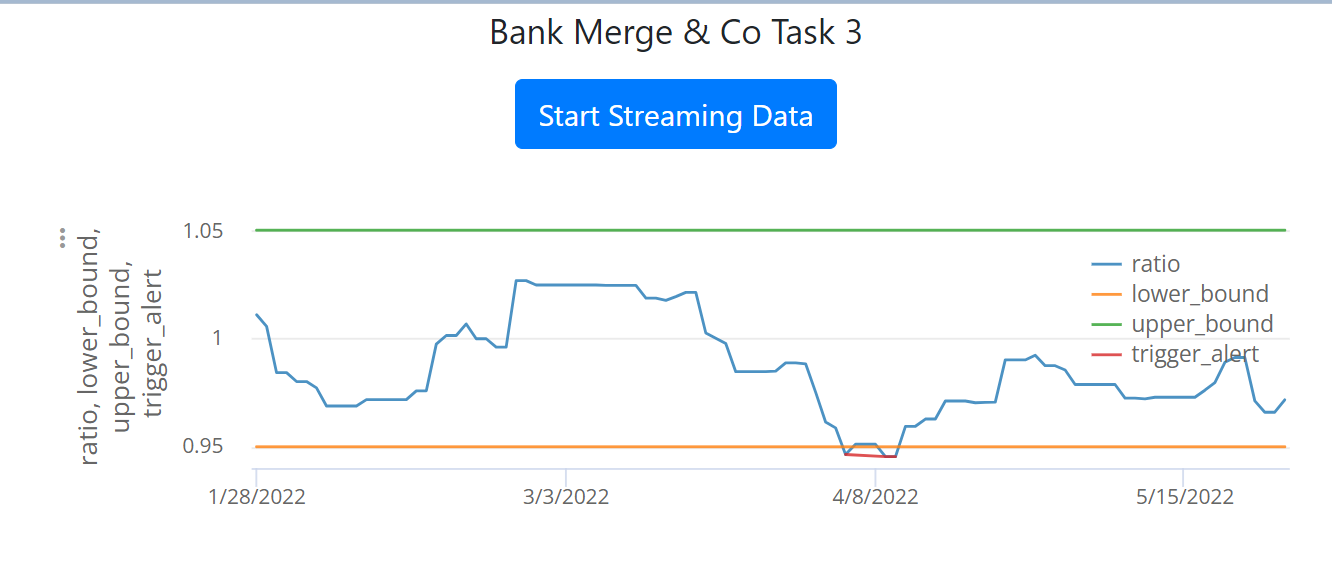 Bank Merge & Co Task 3
Start Streaming Data
ratio, lower_bound,
upper_bound,
trigger_alert
1.05
1
0.95
ratio
lower_bound
upper_bound
trigger_alert
1/28/2022
3/3/2022
4/8/2022
5/15/2022